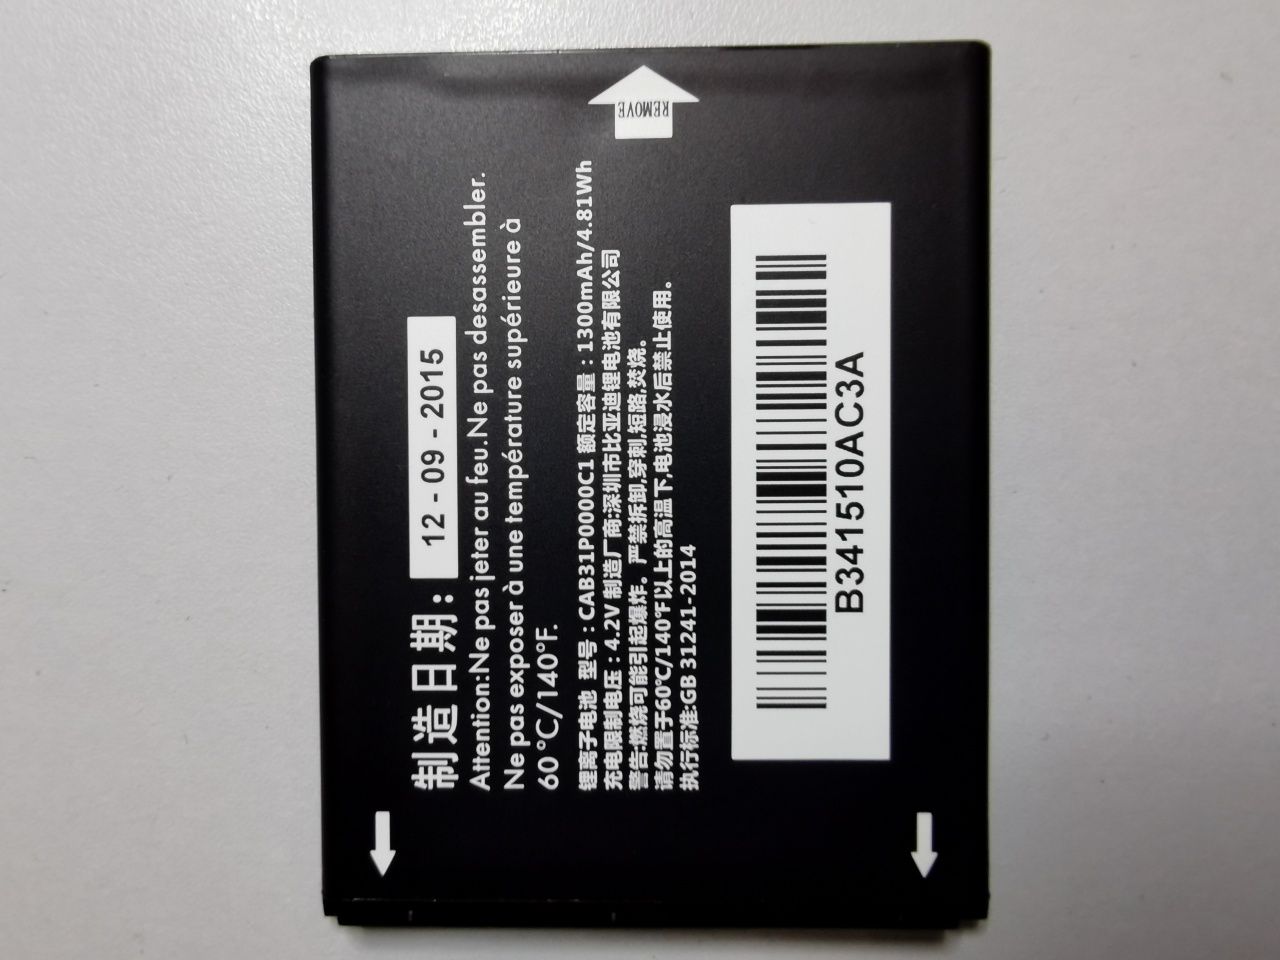 REMOVE
制造日期: 12 - 09 - 2015
Attention:Ne pas jeter au feu.Ne pas desassembler.
Ne pas exposer à une température supérieure à
60°C/140°F.
锂离子电池 型号:CAB31P0000C1 额定容量:1300mAh/4.81Wh
充电限制电压:4.2V 制造厂商:深圳市比亚迪锂电池有限公司
警告:燃烧可能引起爆炸。严禁拆卸,穿刺,短路,焚烧。
请勿置于60℃/140℉以上的高温下,电池浸水后禁止使用。
执行标准:GB 31241-2014
B341510AC3A